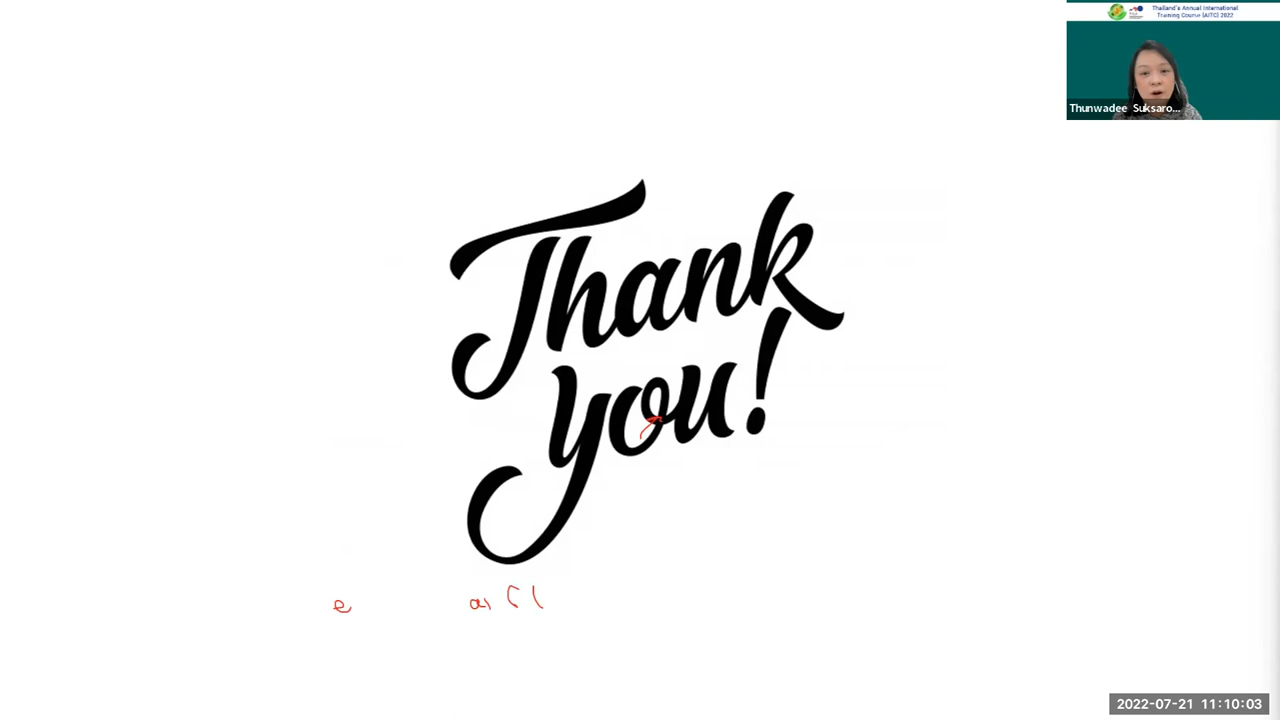 Thailand's Annual International
Training Course (AITC) 2022
Thunwadee Suksaro...
Thank
you!
e
2022-07-21 11:10:03